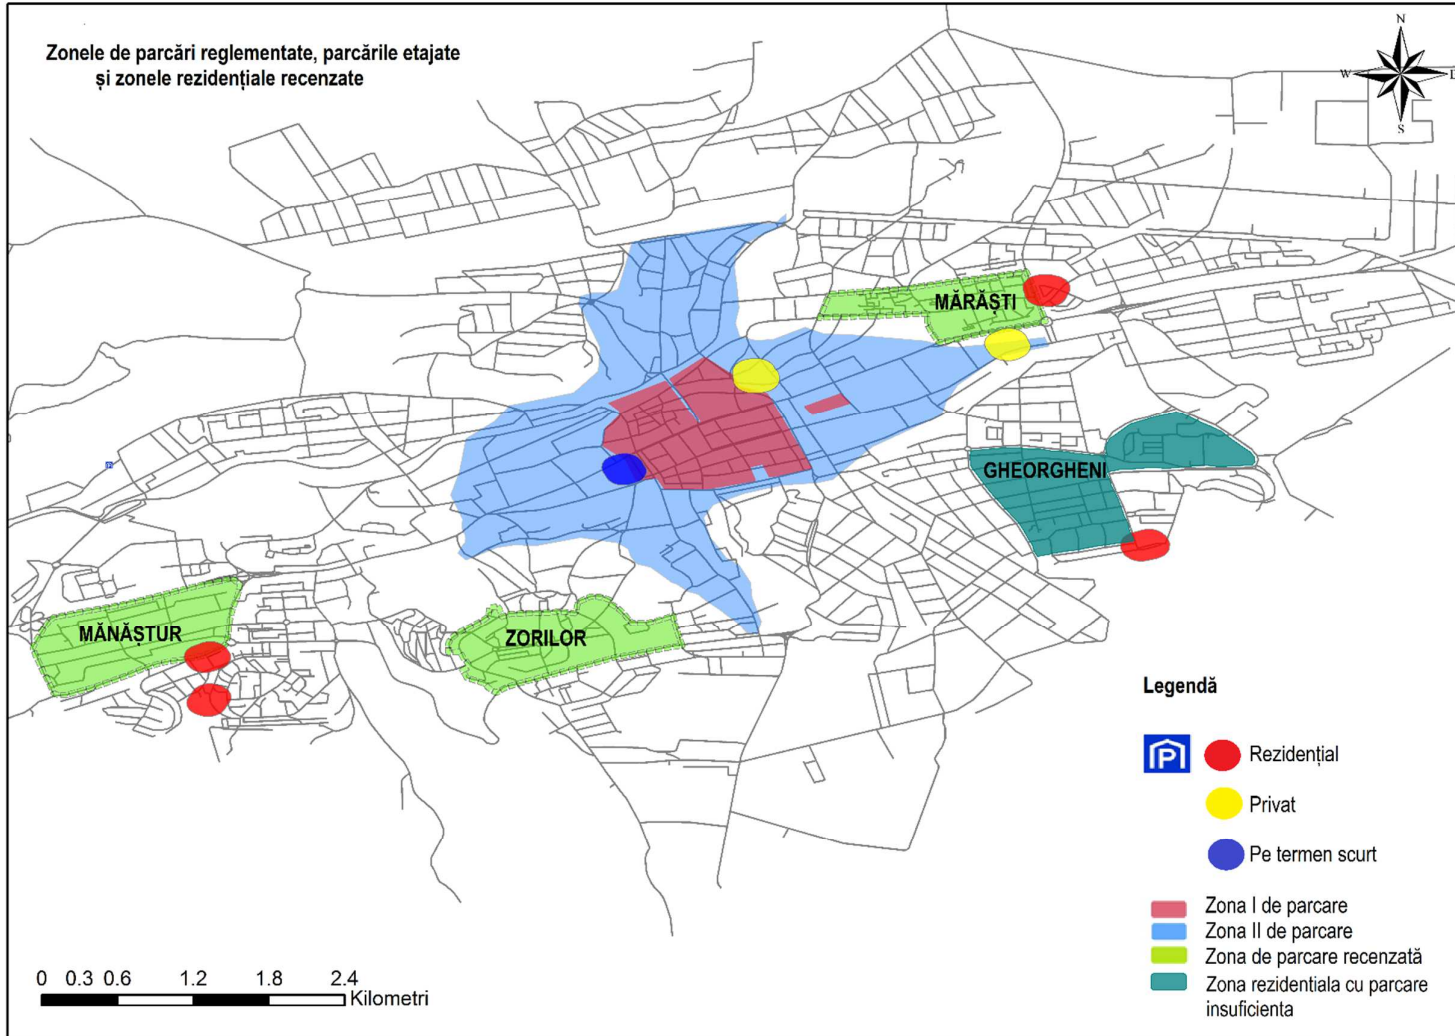 Zonele de parcări reglementate, parcările etajate
și zonele rezidențiale recenzate
N
W
D
S
MĂRĂȘTI
GHEORGHENI
MĂNĂȘTUR
ZORILOR
Legendă
P
Rezidențial
Privat
Pe termen scurt
Zona I de parcare
Zona II de parcare
Zona de parcare recenzată
Zona rezidentiala cu parcare
insuficienta
0 0.3 0.6 1.2 1.8 2.4
Kilometri